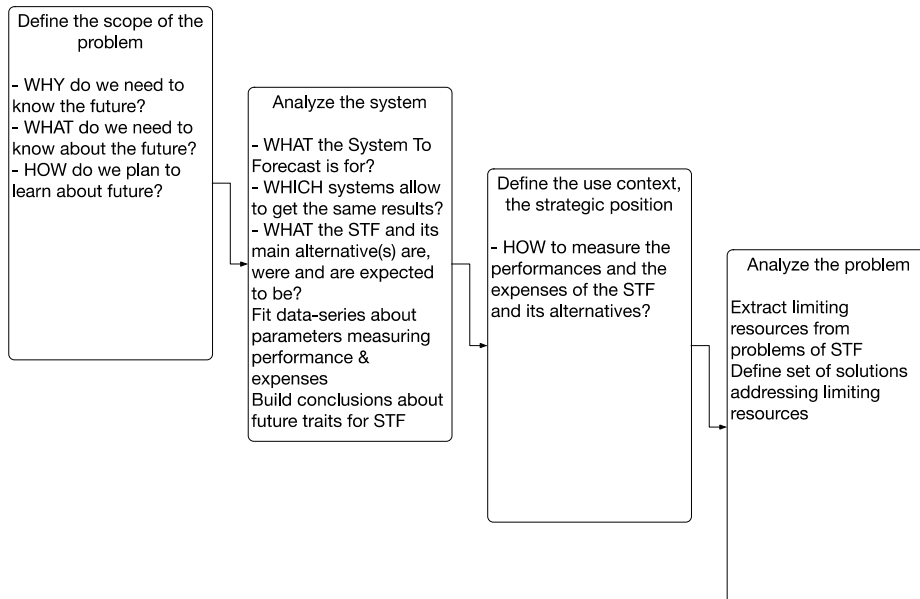 Define the scope of the
problem
- WHY do we need to
know the future?
- WHAT do we need to
know about the future?
- HOW do we plan to
learn about future?
Analyze the system
- WHAT the System To
Forecast is for?
- WHICH systems allow
to get the same results?
- WHAT the STF and its
main alternative(s) are,
were and are expected
to be?
Fit data-series about
parameters measuring
performance &
expenses
Build conclusions about
future traits for STF
Define the use context,
the strategic position
- HOW to measure the
performances and the
expenses of the STF
and its alternatives?
Analyze the problem
Extract limiting
resources from
problems of STF
Define set of solutions
addressing limiting
resources